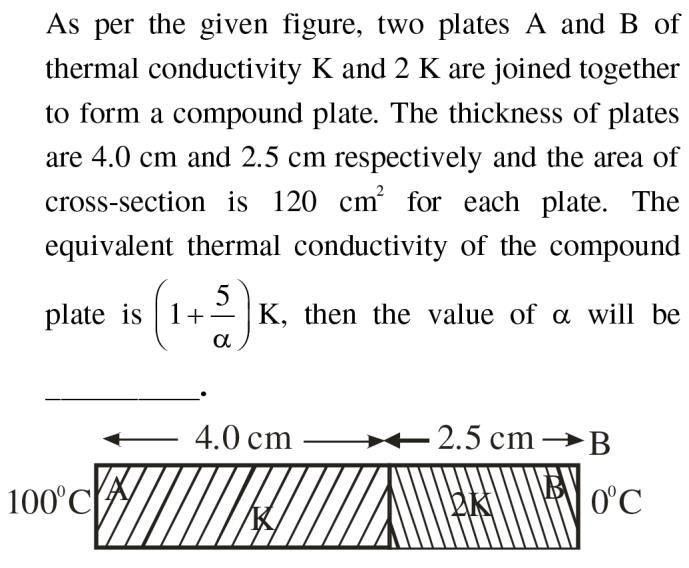 As per the given figure, two plates A and B of
thermal conductivity K and 2 K are joined together
to form a compound plate. The thickness of plates
are 4.0 cm and 2.5 cm respectively and the area of
cross-section is 120 cm² for each plate. The
equivalent thermal conductivity of the compound
plate is (1 + 5/α) K, then the value of α will be
__________.
4.0 cm 2.5 cm B
100⁰C A K 2K B 0⁰C